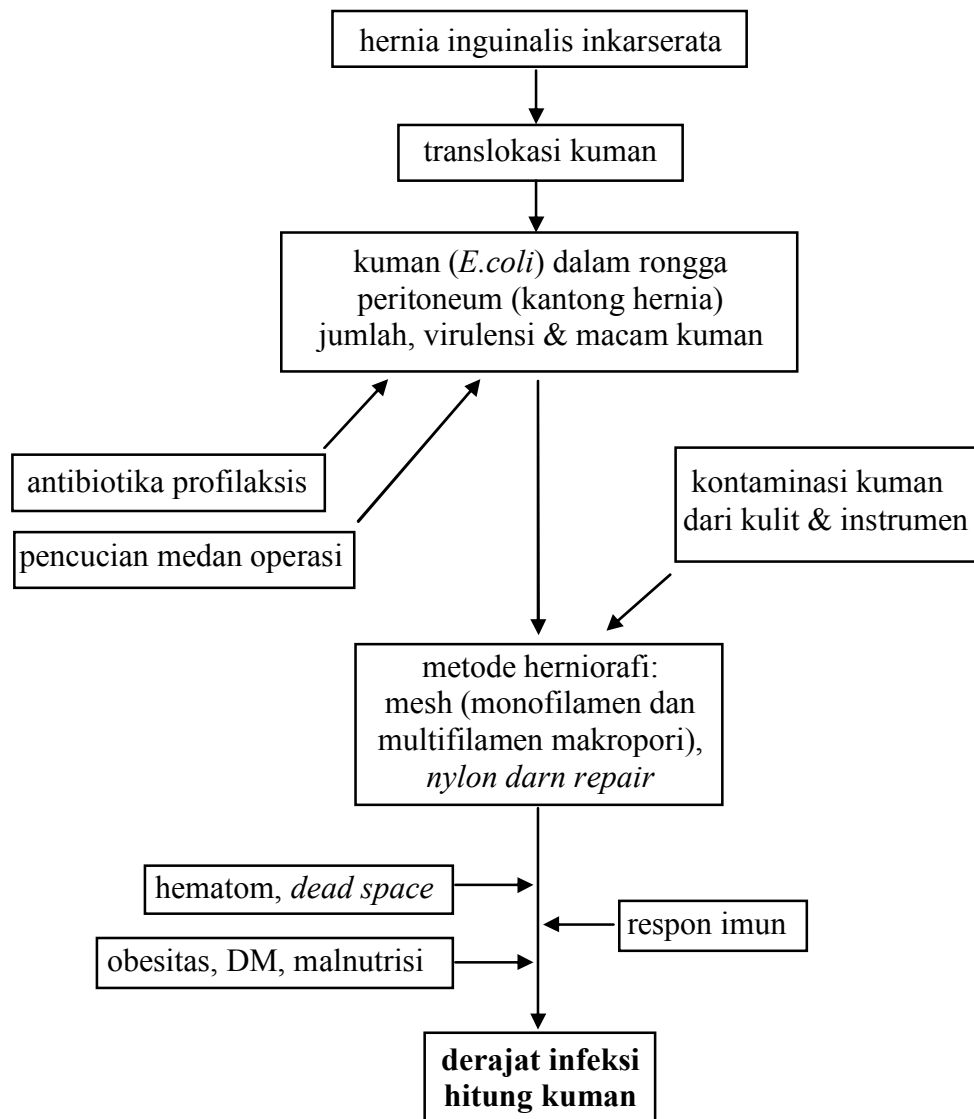 hernia inguinalis inkarserata
translokasi kuman
kuman (E.coli) dalam rongga
peritoneum (kantong hernia)
jumlah, virulensi & macam kuman
antibiotika profilaksis
pencucian medan operasi
kontaminasi kuman
dari kulit & instrumen
metode herniorafi:
mesh (monofilamen dan
multifilamen makropori),
nylon darn repair
hematom, dead space
respon imun
obesitas, DM, malnutrisi
derajat infeksi
hitung kuman